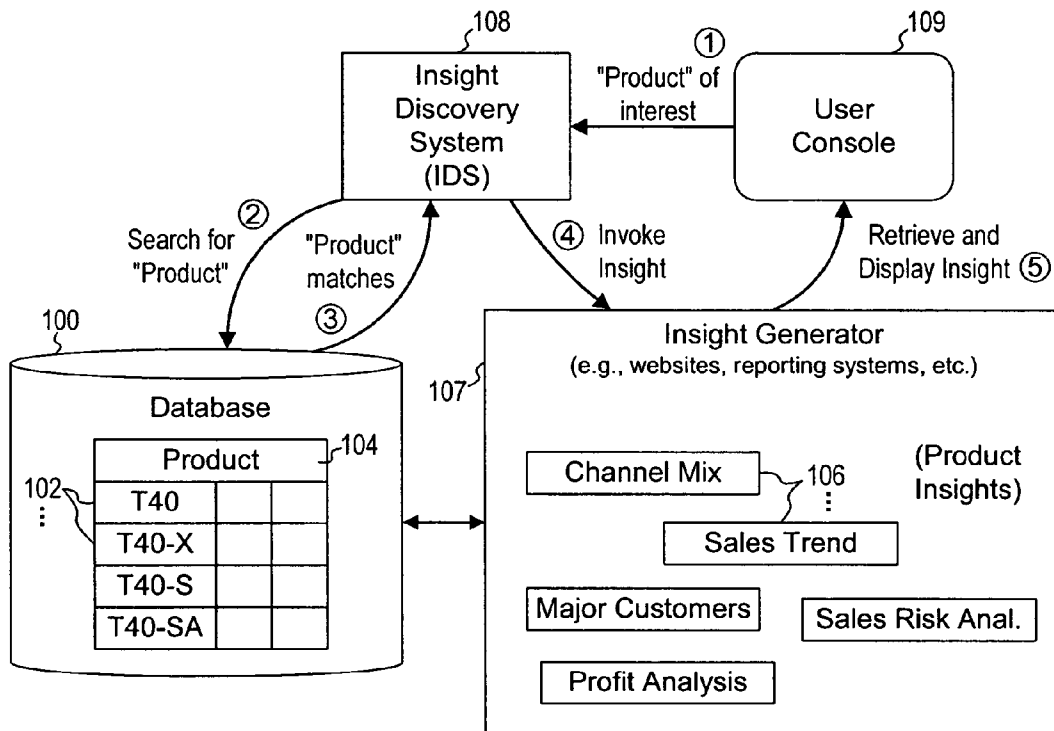 108
Insight
Discovery
System
(IDS)
①
"Product" of
interest
109
User
Console
②
Search for
"Product"
"Product"
matches
③
④ Invoke
Insight
Retrieve and
Display Insight ⑤
100
Database
104
Product
102
⋮
T40
T40-X
T40-S
T40-SA
107
Insight Generator
(e.g., websites, reporting systems, etc.)
Channel Mix
106
⋮
(Product
Insights)
Sales Trend
Major Customers
Sales Risk Anal.
Profit Analysis